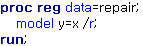 proc reg data=repair;
model y=x /r;
run;